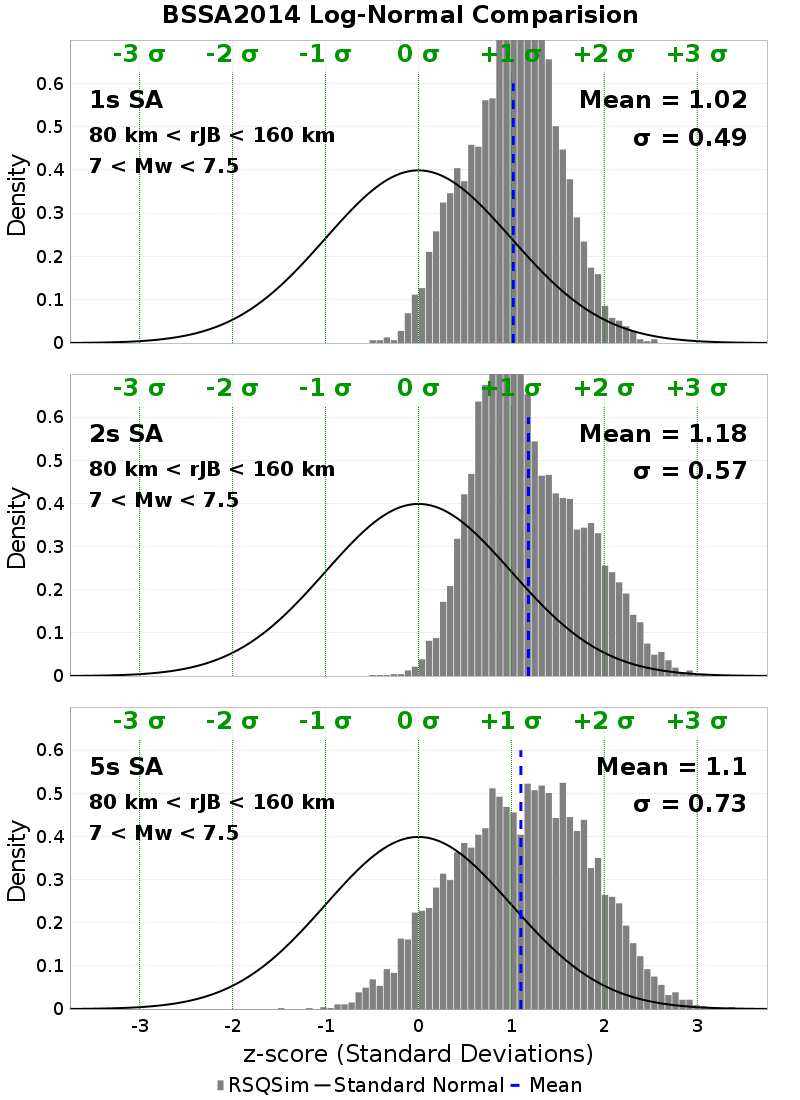 BSSA2014 Log-Normal Comparision
-3 σ -2 σ -1 σ 0 σ +1 σ +2 σ +3 σ
1s SA Mean = 1.02
80 km < rJB < 160 km σ = 0.49
7 < Mw < 7.5
Density
0.6
0.5
0.4
0.3
0.2
0.1
0
-3 σ -2 σ -1 σ 0 σ +1 σ +2 σ +3 σ
2s SA Mean = 1.18
80 km < rJB < 160 km σ = 0.57
7 < Mw < 7.5
Density
0.6
0.5
0.4
0.3
0.2
0.1
0
-3 σ -2 σ -1 σ 0 σ +1 σ +2 σ +3 σ
5s SA Mean = 1.1
80 km < rJB < 160 km σ = 0.73
7 < Mw < 7.5
Density
0.6
0.5
0.4
0.3
0.2
0.1
0
-3 -2 -1 0 1 2 3
z-score (Standard Deviations)
RSQSim Standard Normal Mean